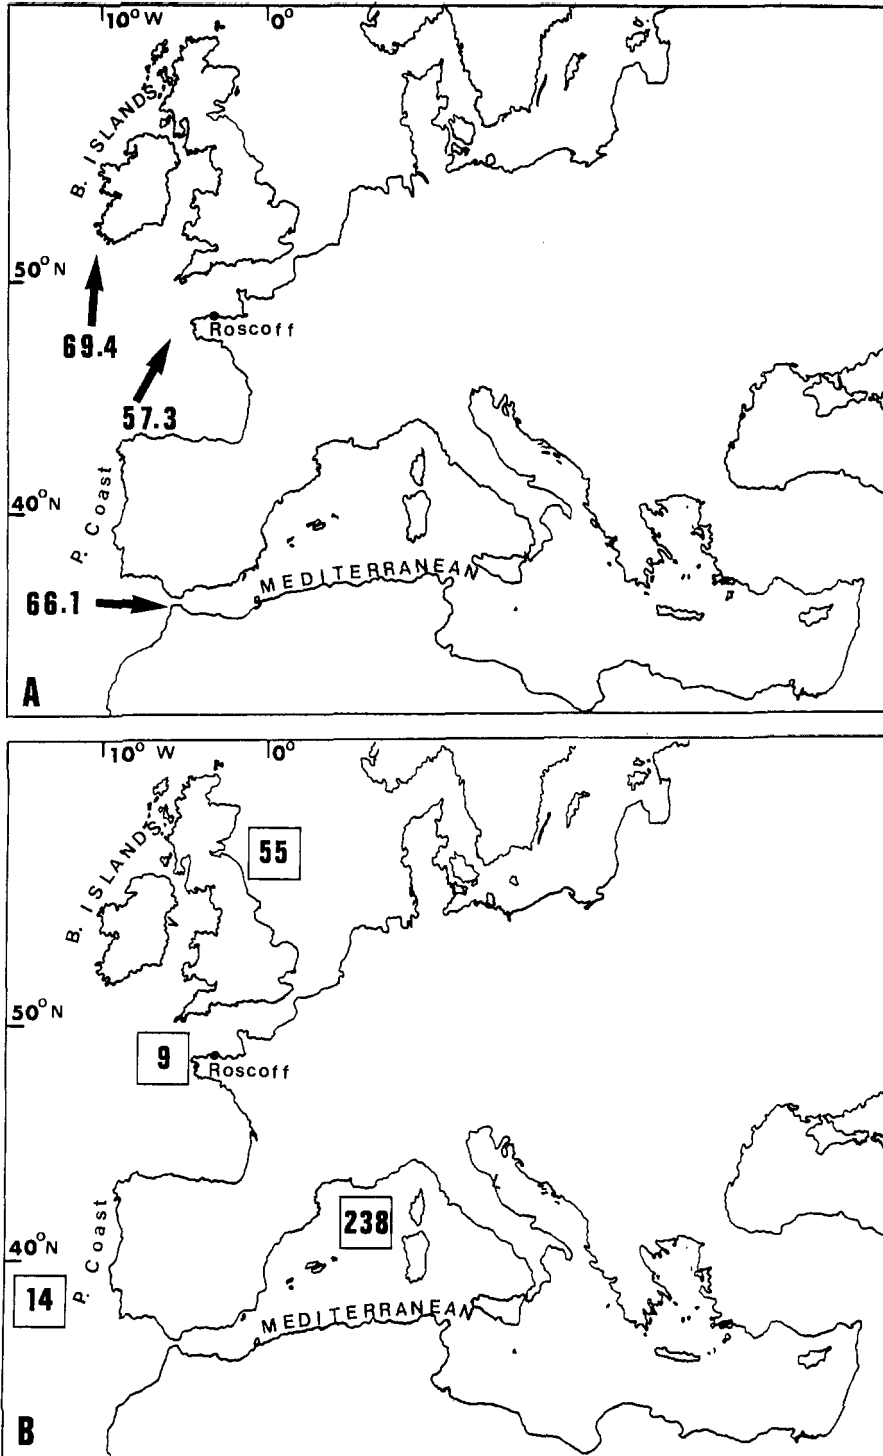 10° W
0°
B. ISLANDS
50° N
Roscoff
69.4
57.3
P. Coast
40° N
MEDITERRANEAN
66.1
A
10° W
0°
B. ISLANDS
55
50° N
9
Roscoff
P. Coast
238
40° N
14
MEDITERRANEAN
B